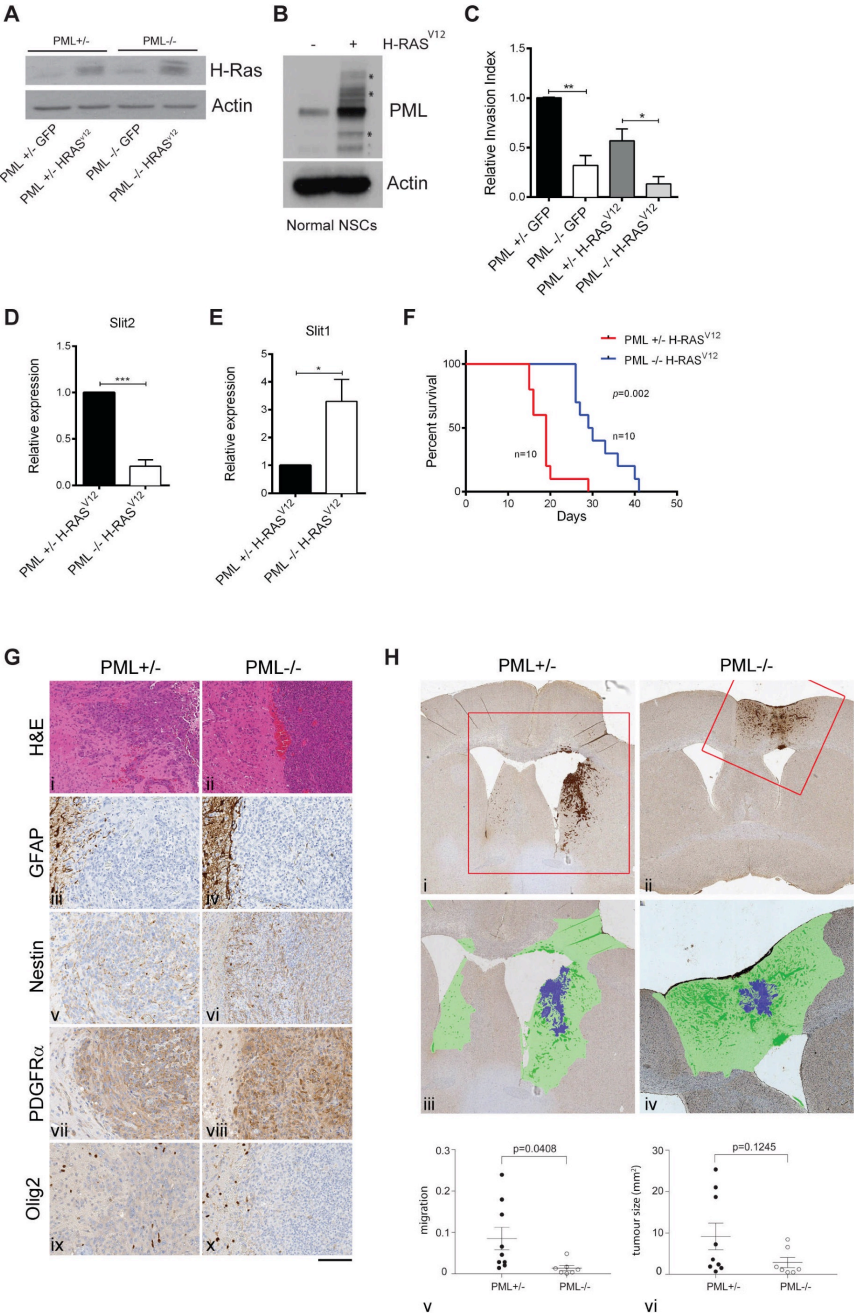 A
PML+/-
PML-/-
H-Ras
Actin
PML +/- GFP
PML +/- HRASV12
PML -/- GFP
PML -/- HRASV12
B
- + H-RASV12
*
*
PML
*
Actin
Normal NSCs
C
Relative Invasion Index
1.5
1.0
0.5
0.0
**
*
PML +/- GFP
PML -/- GFP
PML +/- H-RASV12
PML -/- H-RASV12
D
Slit2
Relative expression
1.5
1.0
0.5
0.0
***
PML +/- H-RASV12
PML -/- H-RASV12
E
Slit1
Relative expression
5
4
3
2
1
0
*
PML +/- H-RASV12
PML -/- H-RASV12
F
PML +/- H-RASV12
PML -/- H-RASV12
Percent survival
100
50
0
p=0.002
n=10
n=10
0 10 20 30 40 50
Days
G
PML+/- PML-/-
H&E
i ii
GFAP
iii iv
Nestin
v vi
PDGFRα
vii viii
Olig2
ix x
H
PML+/- PML-/-
i ii
iii iv
p=0.0408
migration
0.3
0.2
0.1
0
PML+/- PML-/-
v
p=0.1245
tumour size (mm²)
30
20
10
0
PML+/- PML-/-
vi